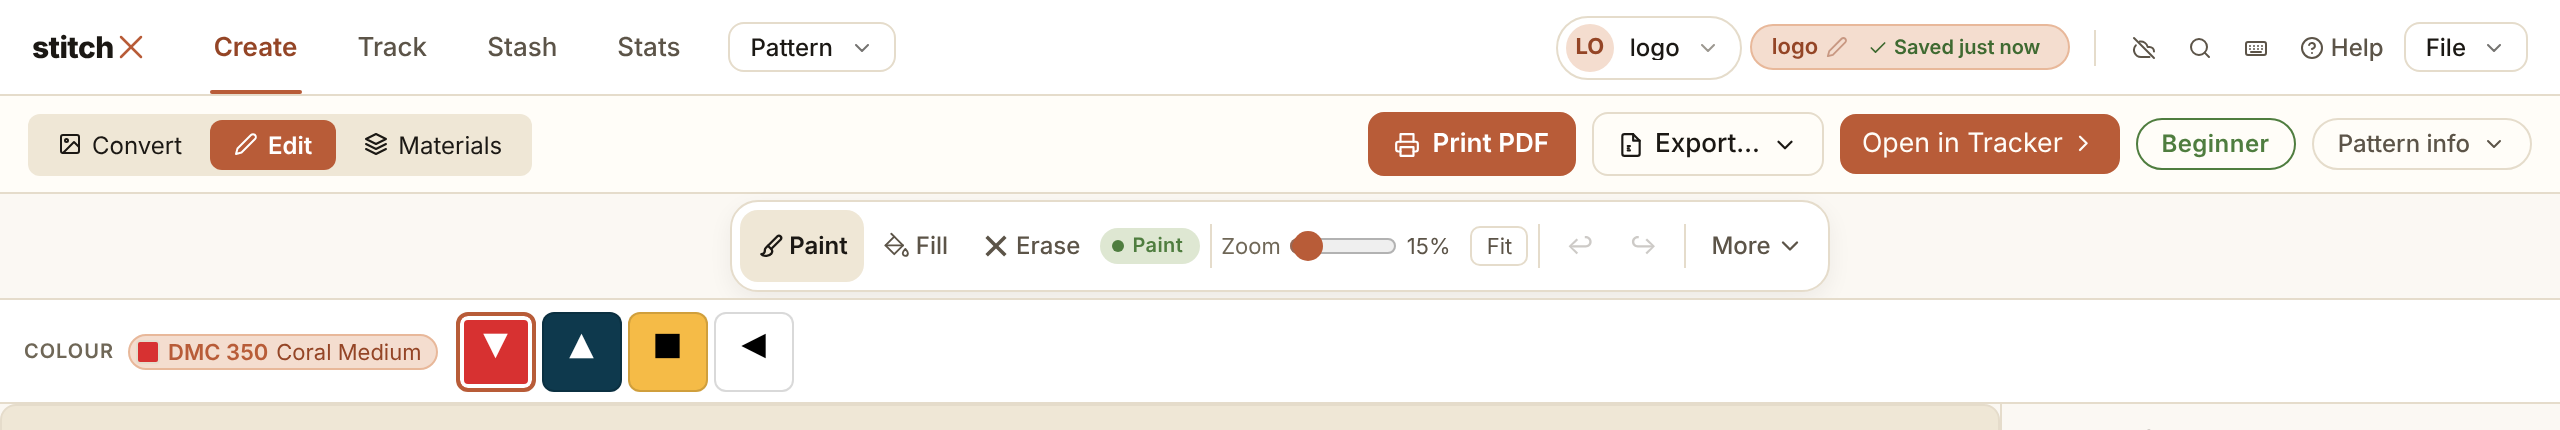 stitch
Create
Track
Stash
Stats
Pattern
LO
logo
logo
Saved just now
Help
File
Convert
Edit
Materials
Print PDF
Export...
Open in Tracker
Beginner
Pattern info
Paint
Fill
Erase
Paint
Zoom
15%
Fit
More
COLOUR
DMC 350 Coral Medium